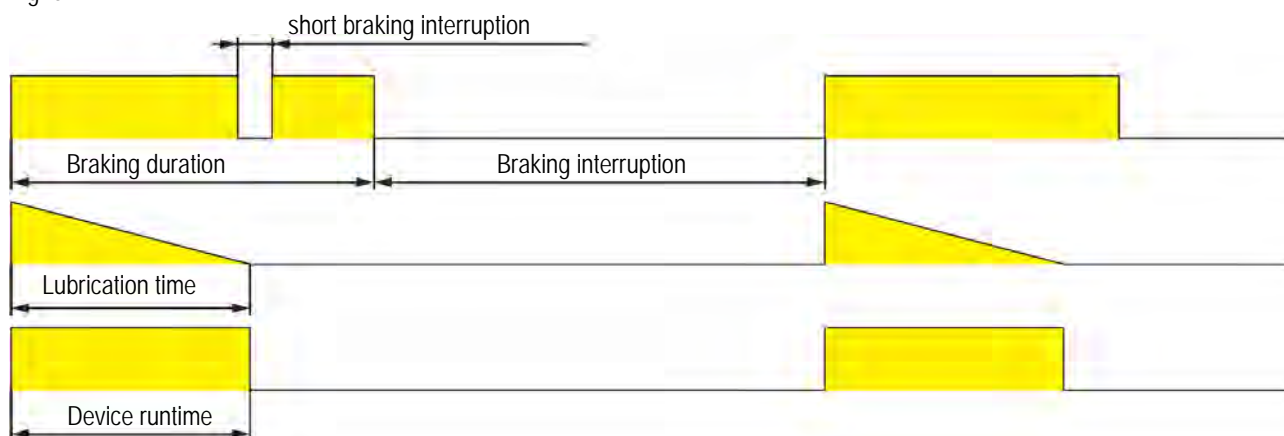 short braking interruption
Braking duration
Braking interruption
Lubrication time
Device runtime